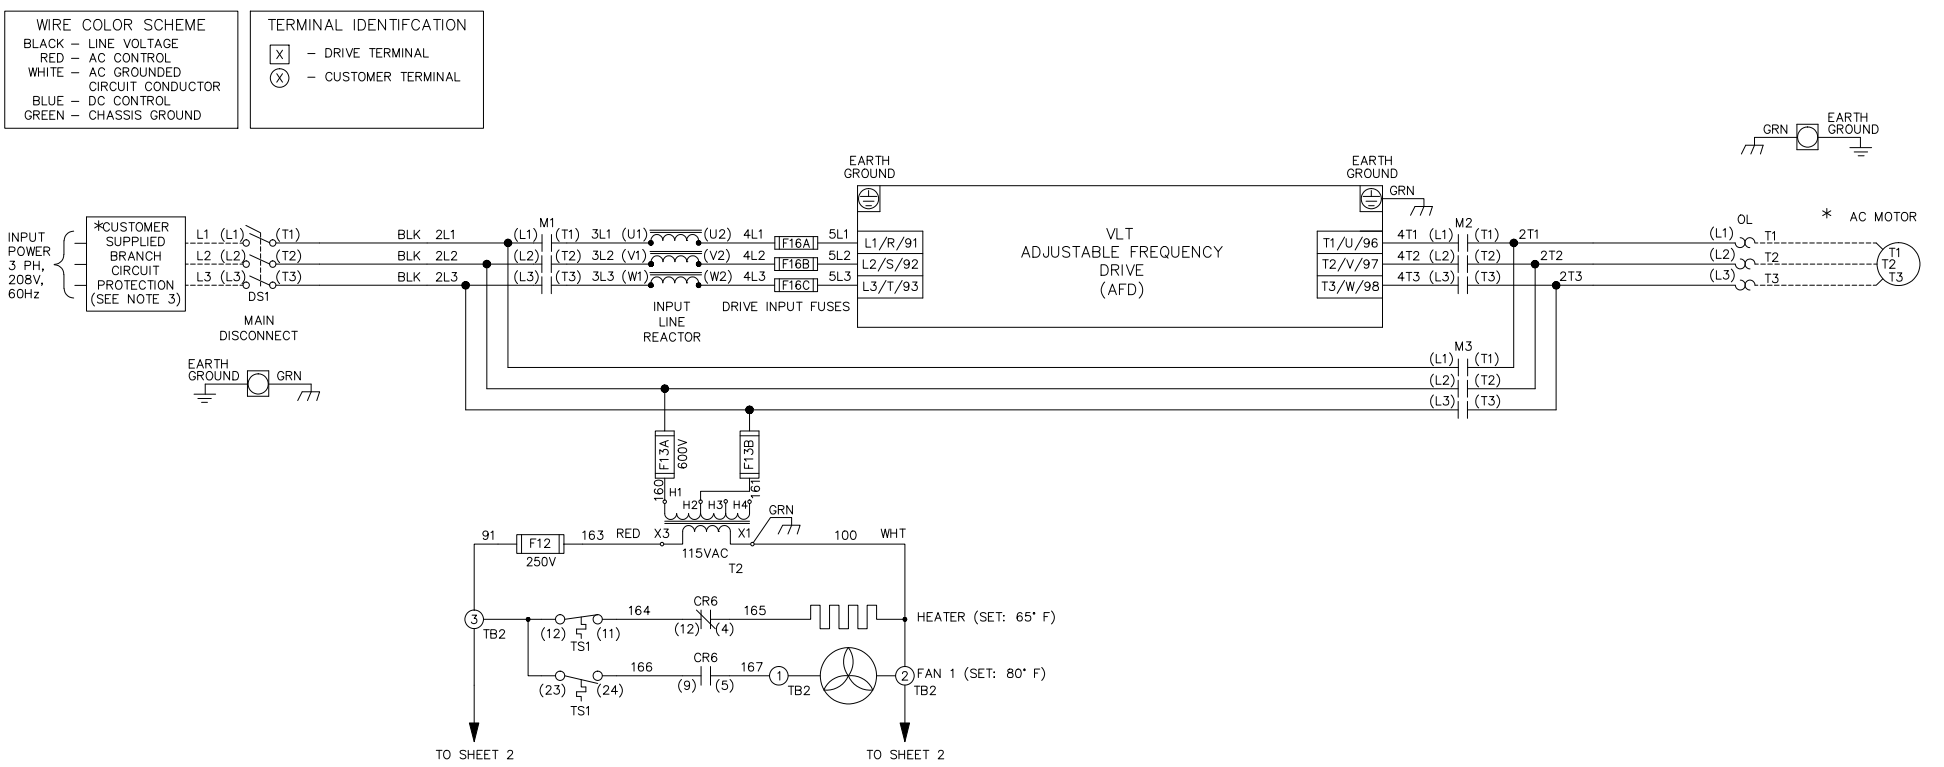 WIRE COLOR SCHEME
BLACK – LINE VOLTAGE
RED – AC CONTROL
WHITE – AC GROUNDED
CIRCUIT CONDUCTOR
BLUE – DC CONTROL
GREEN – CHASSIS GROUND
TERMINAL IDENTIFCATION
X – DRIVE TERMINAL
X – CUSTOMER TERMINAL
GRN
EARTH
GROUND
INPUT
POWER
3 PH,
208V,
60Hz
*CUSTOMER
SUPPLIED
BRANCH
CIRCUIT
PROTECTION
(SEE NOTE 3)
L1 (L1) (T1) BLK 2L1
L2 (L2) (T2) BLK 2L2
L3 (L3) (T3) BLK 2L3
DS1
MAIN
DISCONNECT
EARTH
GROUND
GRN
M1
(L1) (T1) 3L1 (U1) (U2) 4L1 F16A 5L1
(L2) (T2) 3L2 (V1) (V2) 4L2 F16B 5L2
(L3) (T3) 3L3 (W1) (W2) 4L3 F16C 5L3
INPUT
LINE
REACTOR
DRIVE INPUT FUSES
EARTH
GROUND
L1/R/91
L2/S/92
L3/T/93
VLT
ADJUSTABLE FREQUENCY
DRIVE
(AFD)
EARTH
GROUND
GRN
T1/U/96
T2/V/97
T3/W/98
M2
4T1 (L1) (T1) 2T1
4T2 (L2) (T2) 2T2
4T3 (L3) (T3) 2T3
OL
(L1) T1
(L2) T2
(L3) T3
* AC MOTOR
T1
T2
T3
M3
(L1) (T1)
(L2) (T2)
(L3) (T3)
F13A
600V
F13B
160
161
H1
H2 H3 H4
GRN
91
F12
250V
163 RED X3
X1
115VAC
T2
100 WHT
3
TB2
(12) (11)
TS1
164
CR6
(12) (4)
165
HEATER (SET: 65° F)
(23) (24)
TS1
166
CR6
(9) (5)
167
1
TB2
2
TB2
FAN 1 (SET: 80° F)
TO SHEET 2
TO SHEET 2